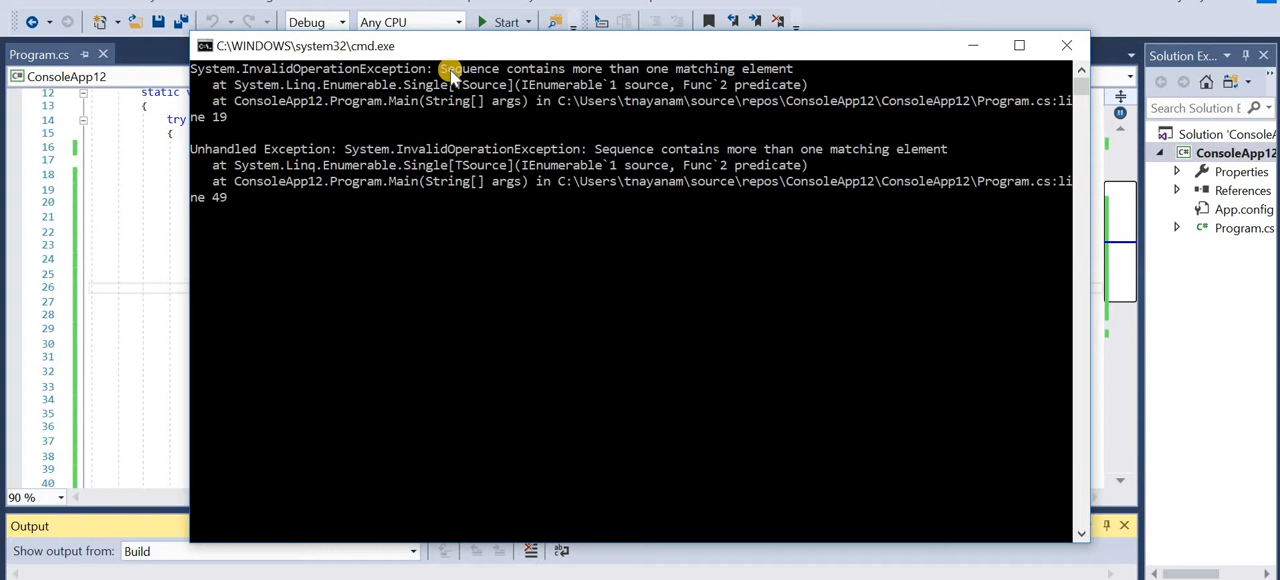 Debug
Any CPU
Start
Program.cs
C:\WINDOWS\system32\cmd.exe
Solution Ex...
ConsoleApp12
Search Solution E
12
static v
13
{
14
try
15
{
16
17
18
19
20
21
22
23
24
25
26
27
28
29
30
31
32
33
34
35
36
37
38
39
40
System.InvalidOperationException: Sequence contains more than one matching element
at System.Linq.Enumerable.Single[TSource](IEnumerable`1 source, Func`2 predicate)
at ConsoleApp12.Program.Main(String[] args) in C:\Users\tnayanam\source\repos\ConsoleApp12\ConsoleApp12\Program.cs:li
ne 19
Unhandled Exception: System.InvalidOperationException: Sequence contains more than one matching element
at System.Linq.Enumerable.Single[TSource](IEnumerable`1 source, Func`2 predicate)
at ConsoleApp12.Program.Main(String[] args) in C:\Users\tnayanam\source\repos\ConsoleApp12\ConsoleApp12\Program.cs:li
ne 49
Solution 'ConsoleA
ConsoleApp12
Properties
References
App.config
Program.cs
90 %
Output
Show output from: Build